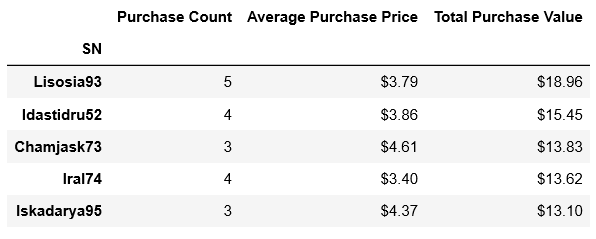 Purchase Count Average Purchase Price Total Purchase Value
SN
Lisosia93 5 $3.79 $18.96
Idastidru52 4 $3.86 $15.45
Chamjask73 3 $4.61 $13.83
Iral74 4 $3.40 $13.62
Iskadarya95 3 $4.37 $13.10